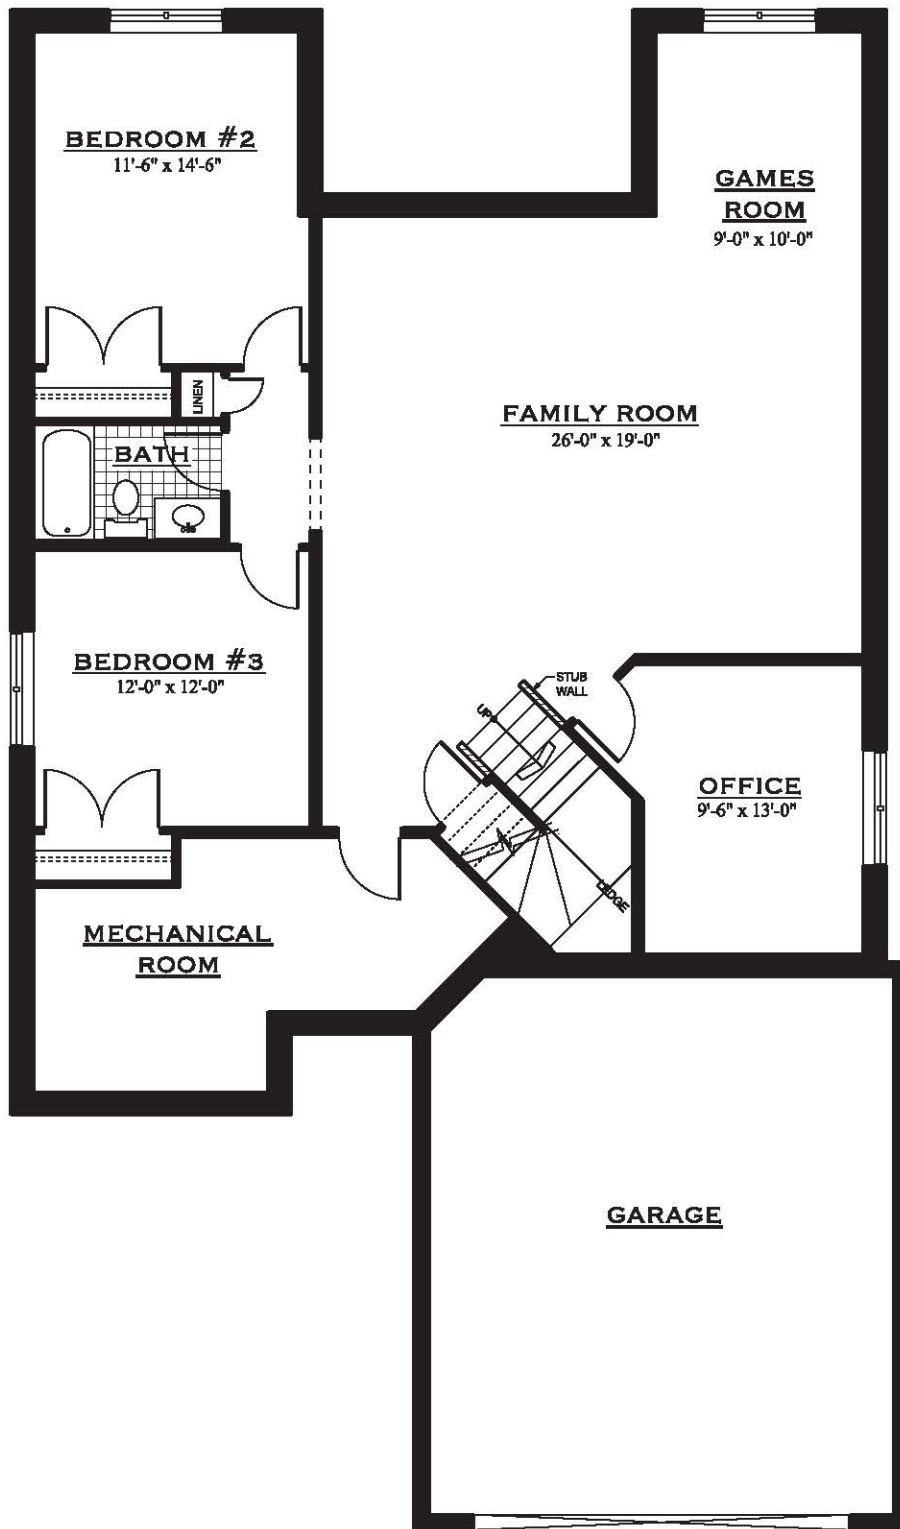 BEDROOM #2
11'-6" x 14'-6"
GAMES
ROOM
9'-0" x 10'-0"
LINEN
FAMILY ROOM
26'-0" x 19'-0"
BATH
BEDROOM #3
12'-0" x 12'-0"
STUB
WALL
UP
OFFICE
9'-6" x 13'-0"
LEDGE
MECHANICAL
ROOM
GARAGE